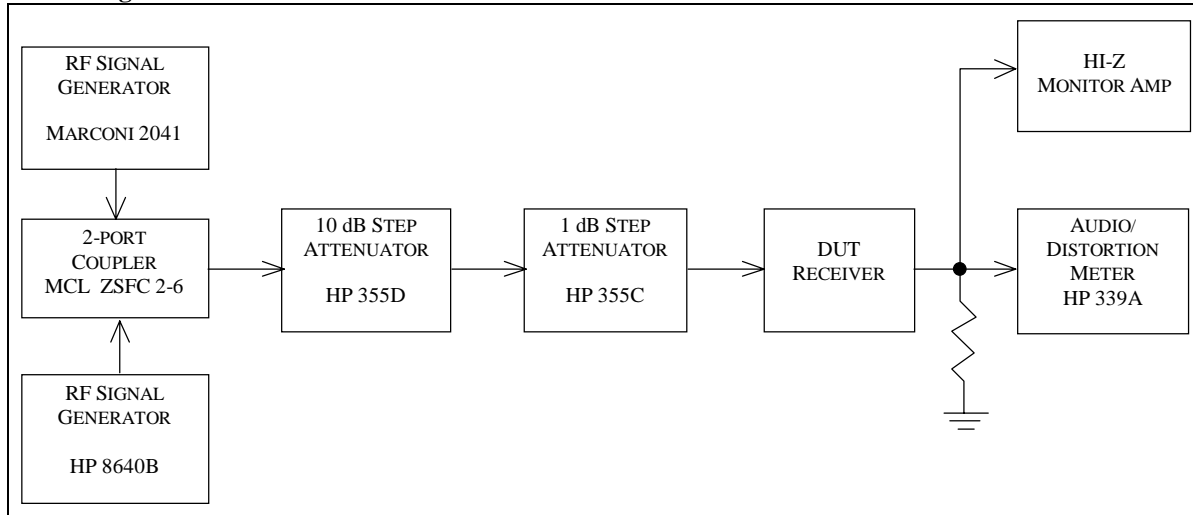 RF SIGNAL
GENERATOR
MARCONI 2041
2-PORT
COUPLER
MCL ZSFC 2-6
RF SIGNAL
GENERATOR
HP 8640B
10 dB STEP
ATTENUATOR
HP 355D
1 dB STEP
ATTENUATOR
HP 355C
DUT
RECEIVER
HI-Z
MONITOR AMP
AUDIO/
DISTORTION
METER
HP 339A